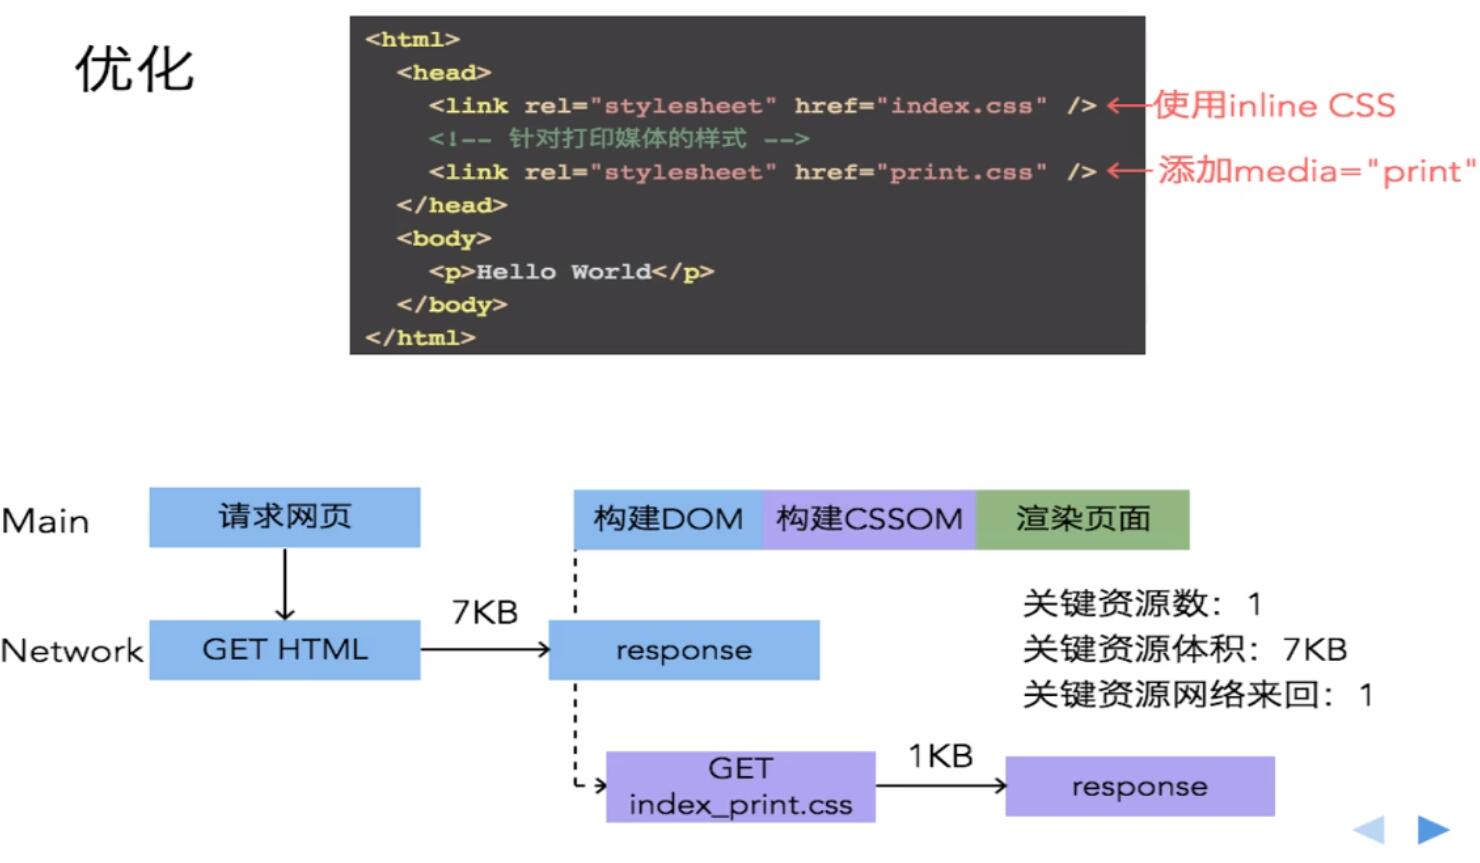 优化
<html>
<head>
<link rel="stylesheet" href="index.css" /> ←使用inline CSS
<!-- 针对打印媒体的样式 -->
<link rel="stylesheet" href="print.css" /> ←添加media="print"
</head>
<body>
<p>Hello World</p>
</body>
</html>
Main 请求网页 构建DOM 构建CSSOM 渲染页面
7KB
Network GET HTML response
关键资源数：1
关键资源体积：7KB
关键资源网络来回：1
GET
index_print.css
1KB
response